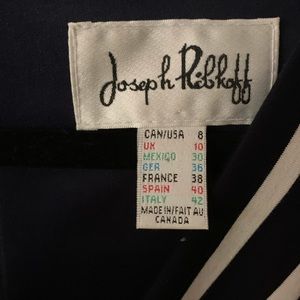 Joseph Ribkoff
CAN/USA 8
UK 10
MEXICO 30
GER 36
FRANCE 38
SPAIN 40
ITALY 42
MADE IN/FAIT AU
CANADA